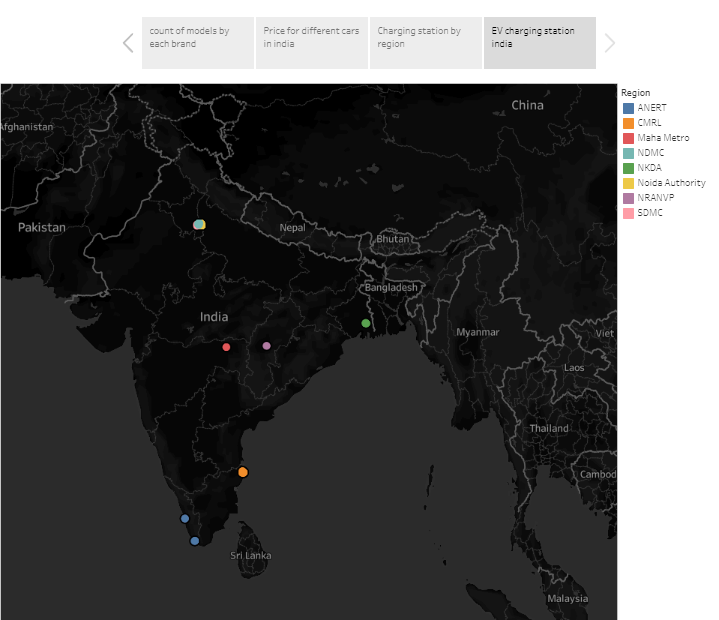 count of models by
each brand
Price for different cars
in india
Charging station by
region
EV charging station
india
Region
ANERT
CMRL
Maha Metro
NDMC
NKDA
Noida Authority
NRANVP
SDMC
China
Afghanistan
Pakistan
Nepal
Bhutan
Bangladesh
India
Myanmar
Viet
Laos
Thailand
Cambod
Sri Lanka
Malaysia